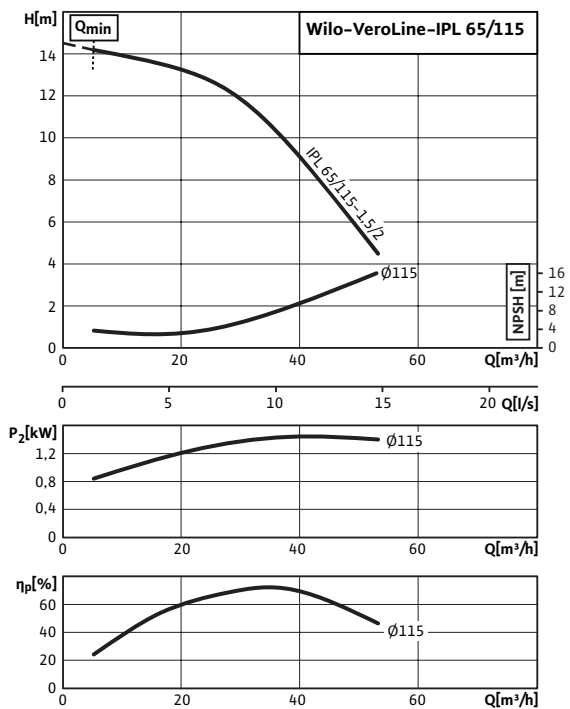 H[m]
Qmin
Wilo-VeroLine-IPL 65/115
14
12
10
8
6
4
2
0
IPL 65/115-1,5/2
Ø115
NPSH [m]
16
12
8
4
0
0 20 40 60 Q[m³/h]
0 5 10 15 20 Q[l/s]
P2[kW]
1,2
0,8
0,4
0
Ø115
0 20 40 60 Q[m³/h]
ηp[%]
60
40
20
0
Ø115
0 20 40 60 Q[m³/h]